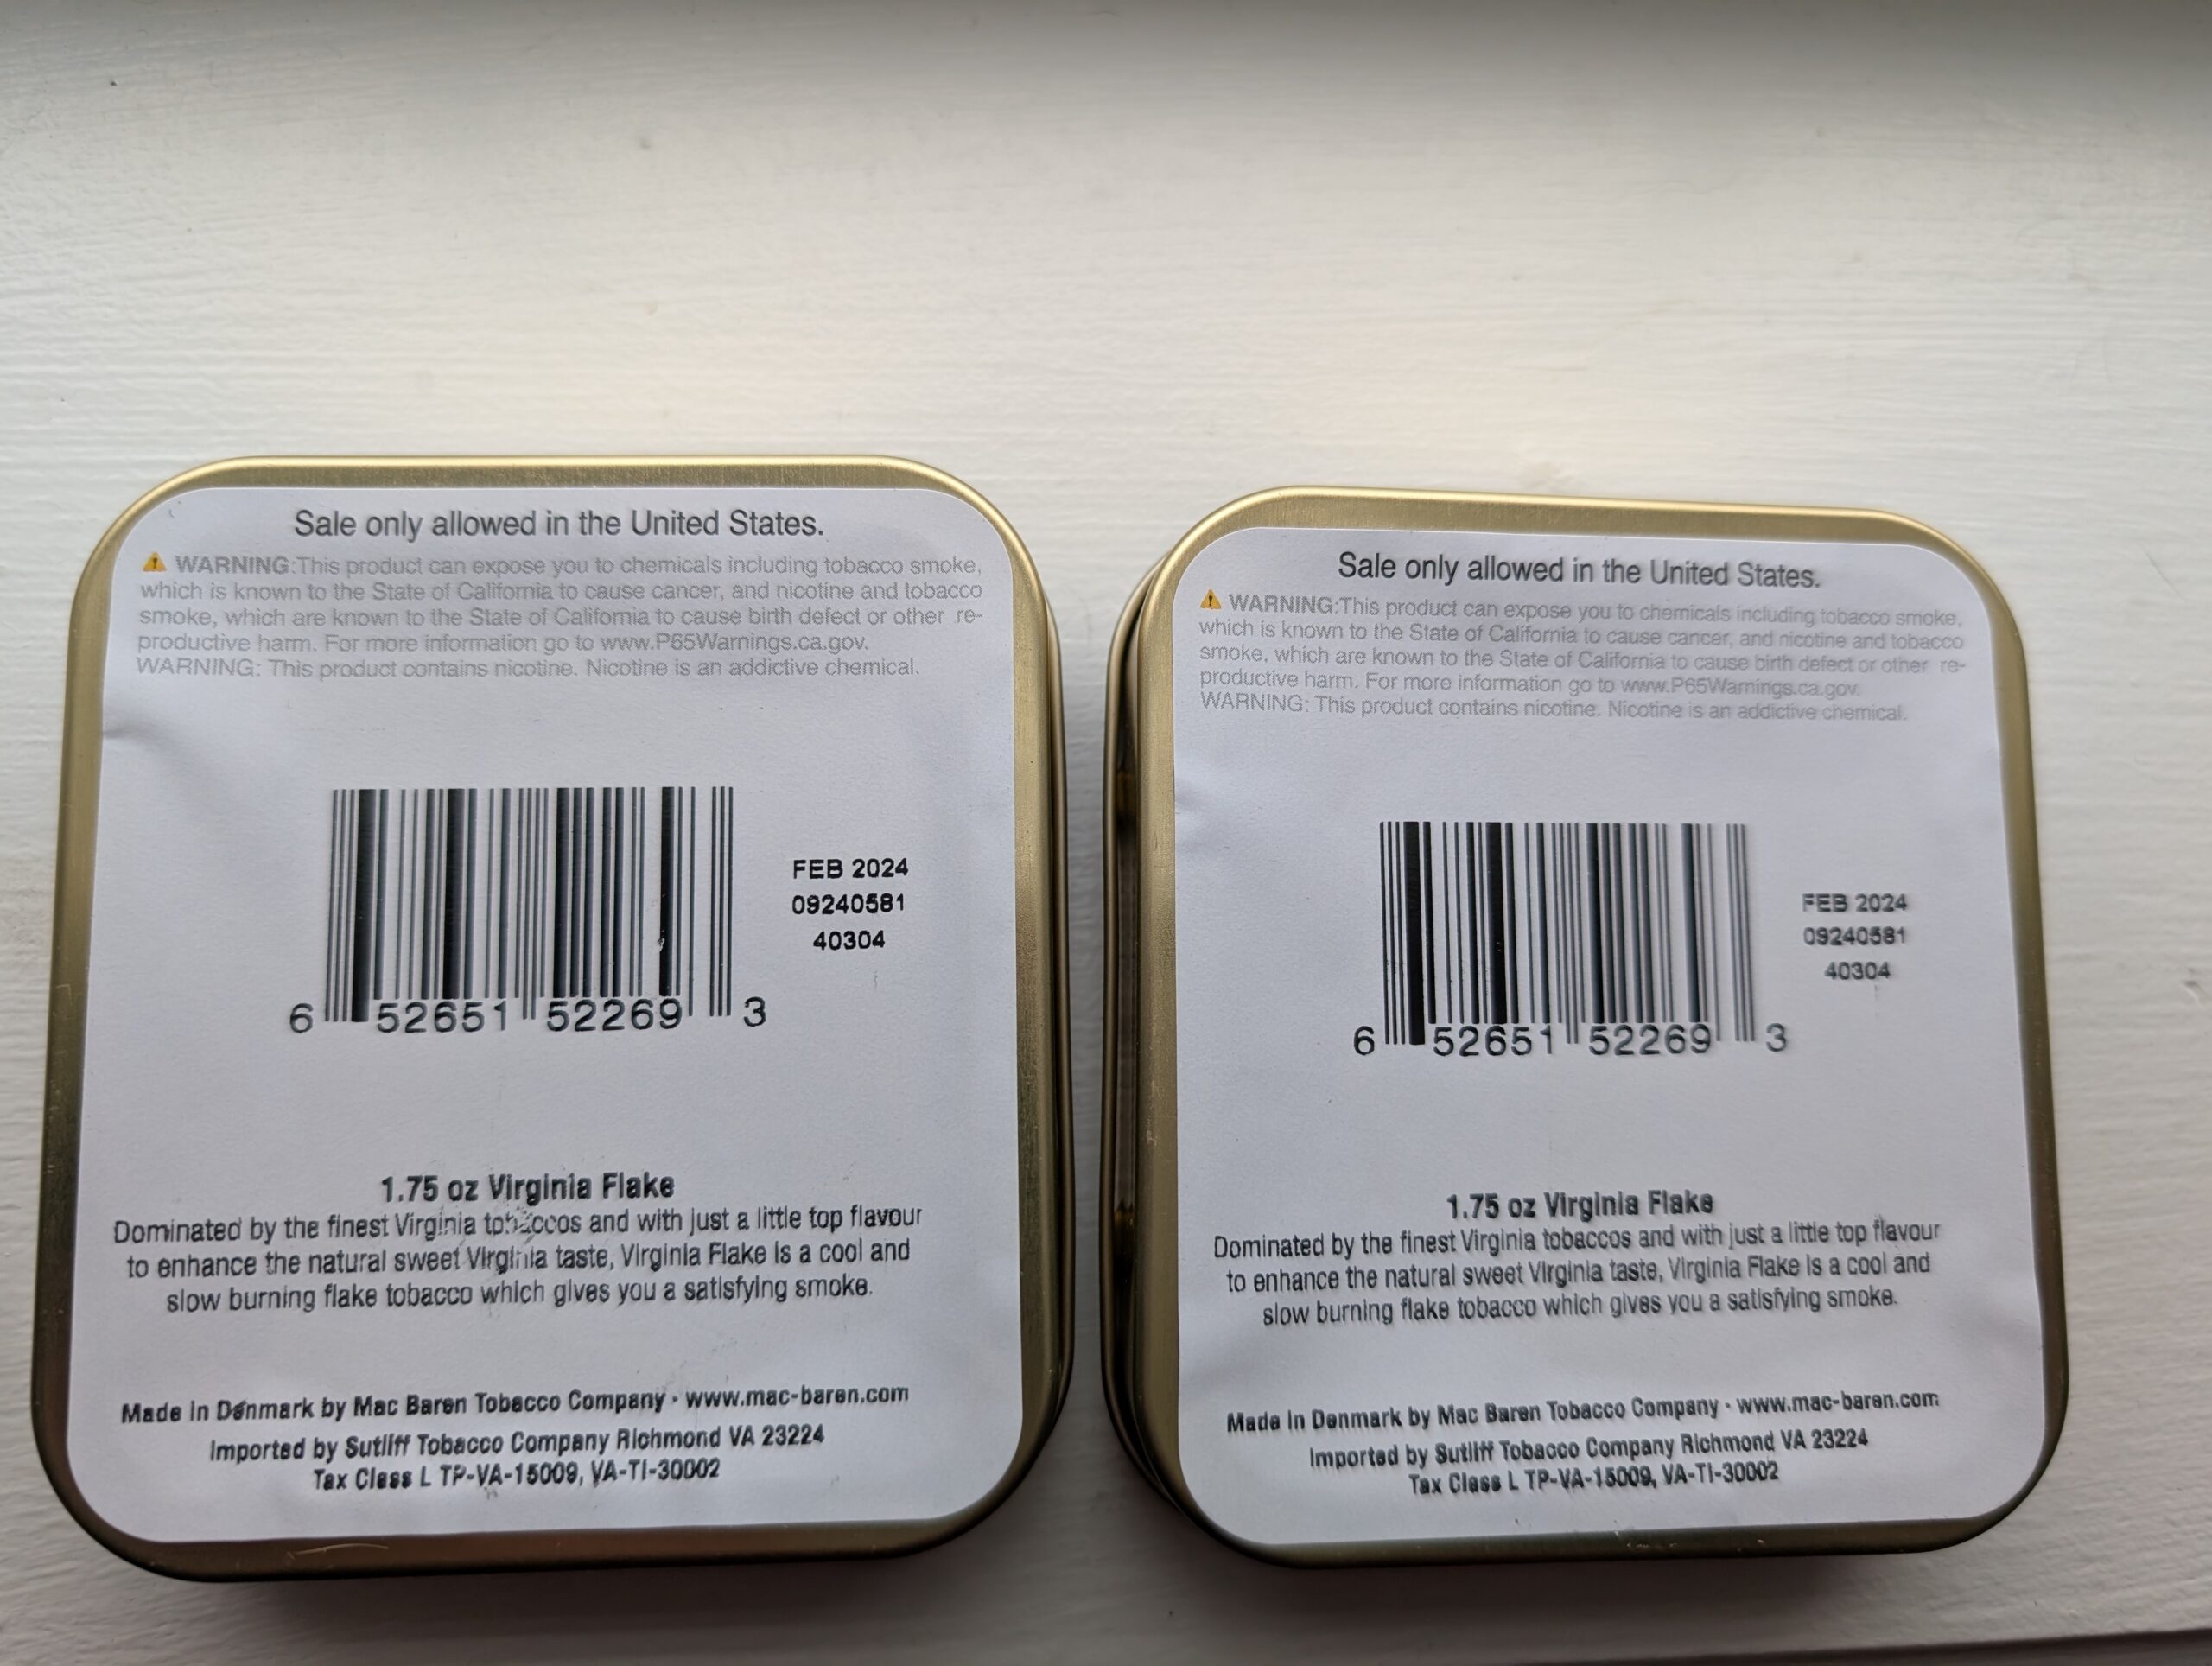 Sale only allowed in the United States.
⚠ WARNING:This product can expose you to chemicals including tobacco smoke,
which is known to the State of California to cause cancer, and nicotine and tobacco
smoke, which are known to the State of California to cause birth defect or other re-
productive harm. For more information go to www.P65Warnings.ca.gov.
WARNING: This product contains nicotine. Nicotine is an addictive chemical.
FEB 2024
09240581
40304
6 52651 52269 3
1.75 oz Virginia Flake
Dominated by the finest Virginia tobaccos and with just a little top flavour
to enhance the natural sweet Virginia taste, Virginia Flake is a cool and
slow burning flake tobacco which gives you a satisfying smoke.
Made in Denmark by Mac Baren Tobacco Company · www.mac-baren.com
Imported by Sutliff Tobacco Company Richmond VA 23224
Tax Class L TP-VA-15009, VA-TI-30002
Sale only allowed in the United States.
⚠ WARNING:This product can expose you to chemicals including tobacco smoke,
which is known to the State of California to cause cancer, and nicotine and tobacco
smoke, which are known to the State of California to cause birth defect or other re-
productive harm. For more information go to www.P65Warnings.ca.gov.
WARNING: This product contains nicotine. Nicotine is an addictive chemical.
FEB 2024
09240581
40304
6 52651 52269 3
1.75 oz Virginia Flake
Dominated by the finest Virginia tobaccos and with just a little top flavour
to enhance the natural sweet Virginia taste, Virginia Flake is a cool and
slow burning flake tobacco which gives you a satisfying smoke.
Made in Denmark by Mac Baren Tobacco Company · www.mac-baren.com
Imported by Sutliff Tobacco Company Richmond VA 23224
Tax Class L TP-VA-15009, VA-TI-30002